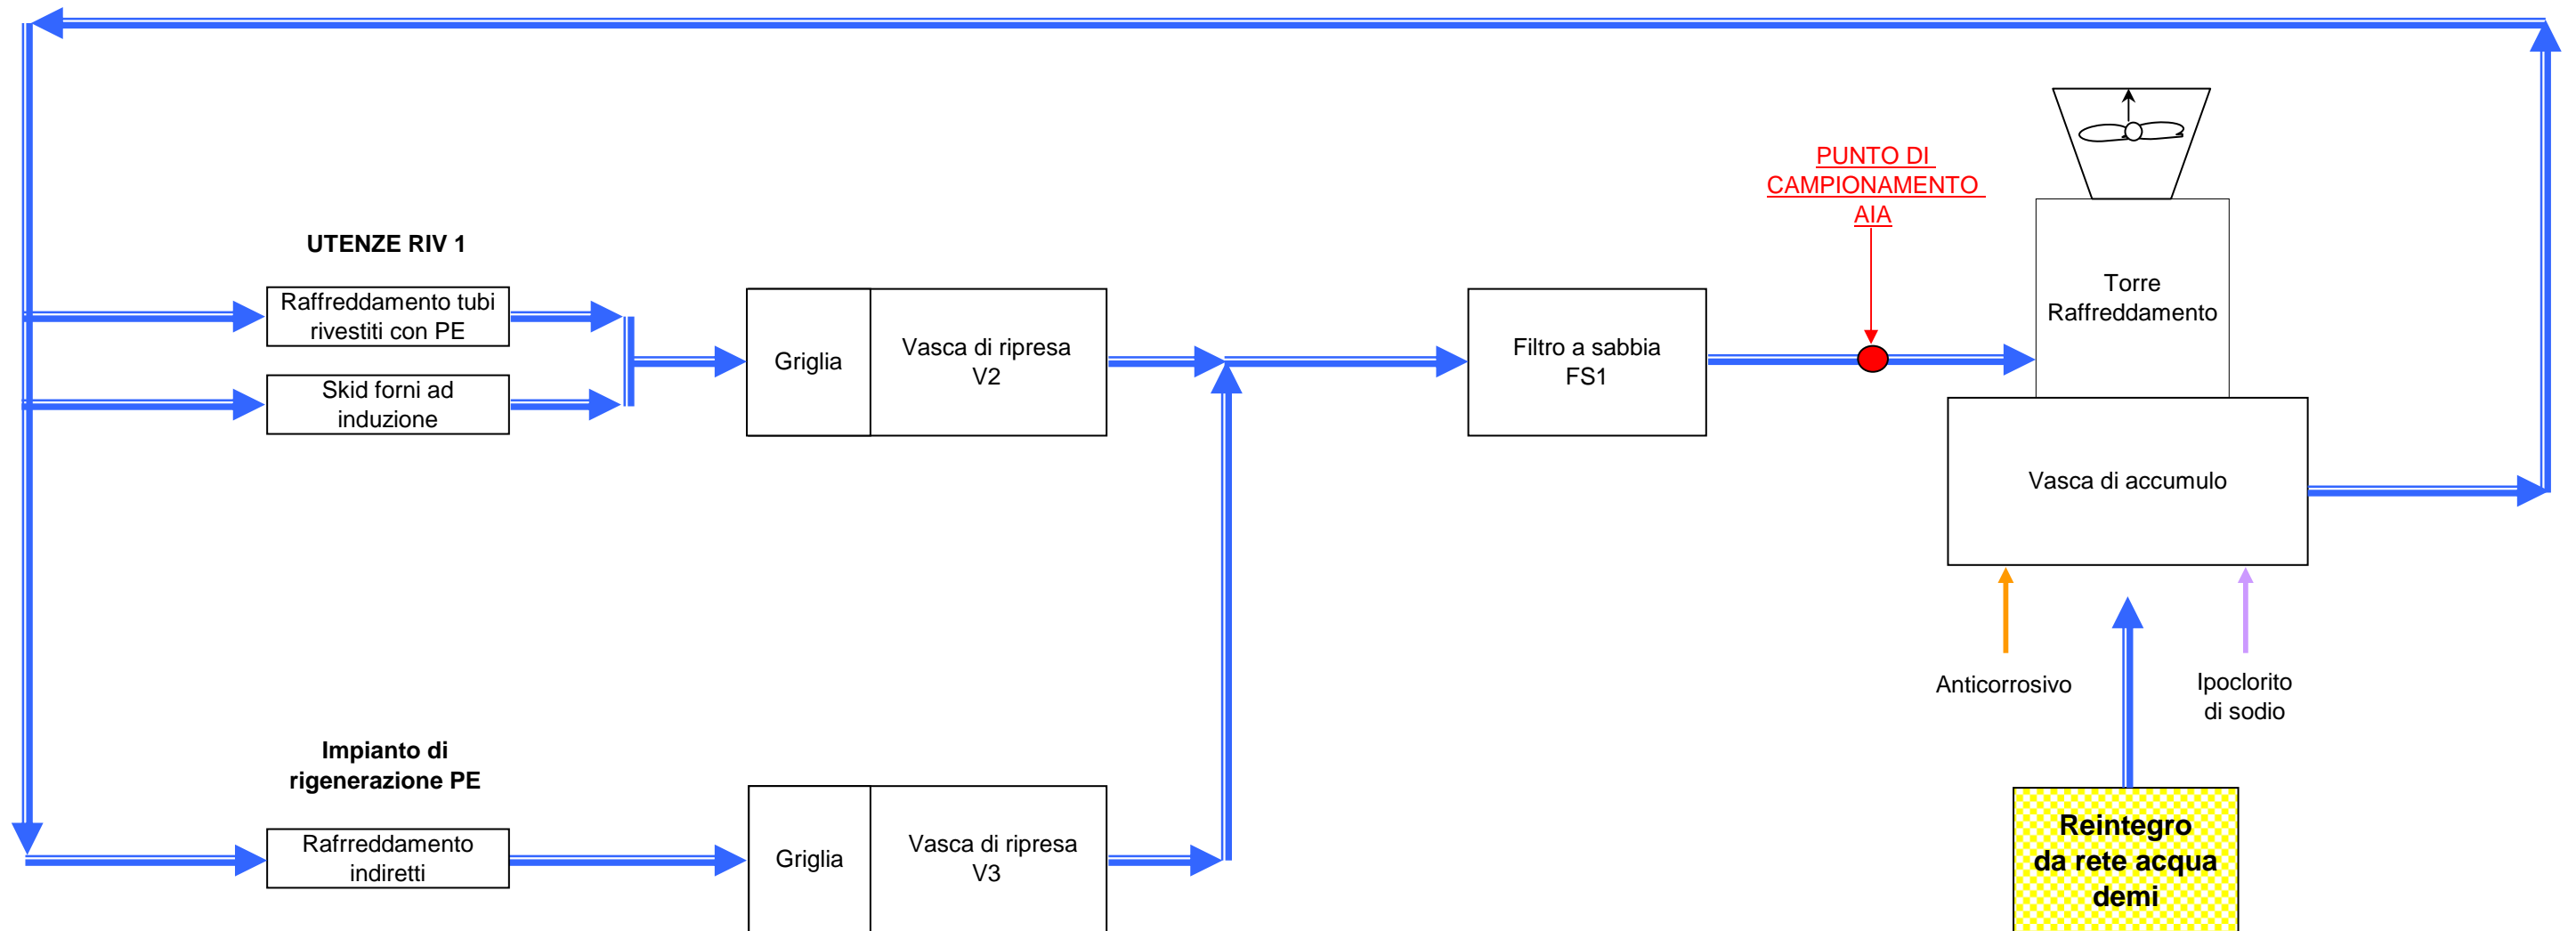 PUNTO DI
CAMPIONAMENTO
AIA
UTENZE RIV 1
Raffreddamento tubi
rivestiti con PE
Skid forni ad
induzione
Griglia
Vasca di ripresa
V2
Filtro a sabbia
FS1
Torre
Raffreddamento
Vasca di accumulo
Anticorrosivo
Ipoclorito
di sodio
Impianto di
rigenerazione PE
Rafrreddamento
indiretti
Griglia
Vasca di ripresa
V3
Reintegro
da rete acqua
demi